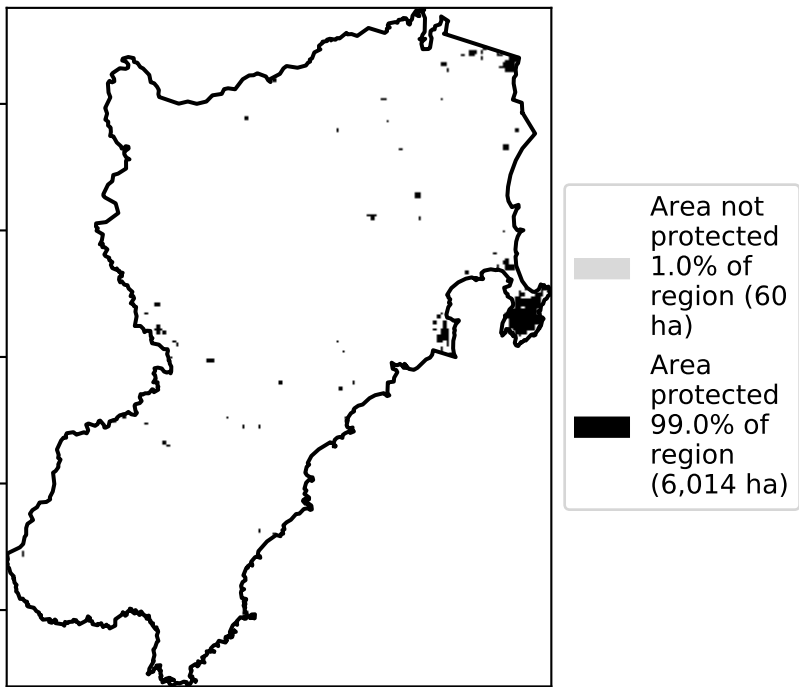 Area not
protected
1.0% of
region (60
ha)
Area
protected
99.0% of
region
(6,014 ha)